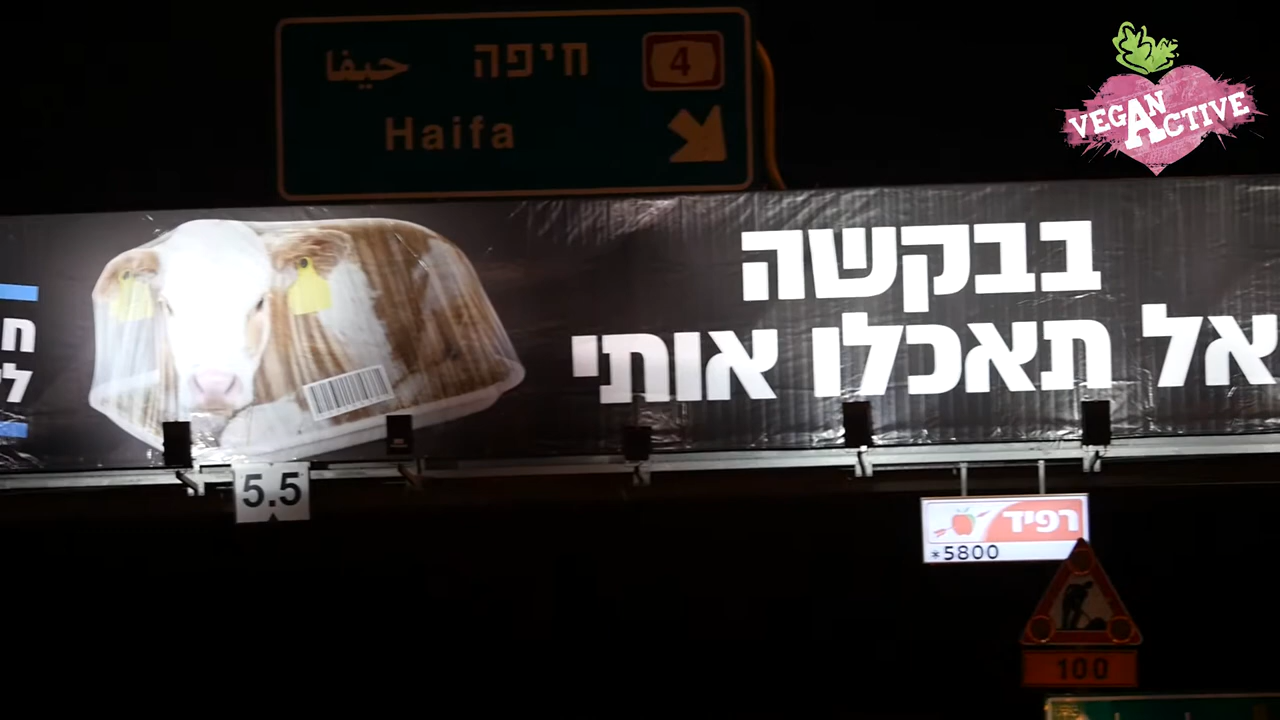 חיפה حيفا
4
Haifa
VEGAN ACTIVE
בבקשה
אל תאכלו אותי
5.5
רפיד
*5800
100